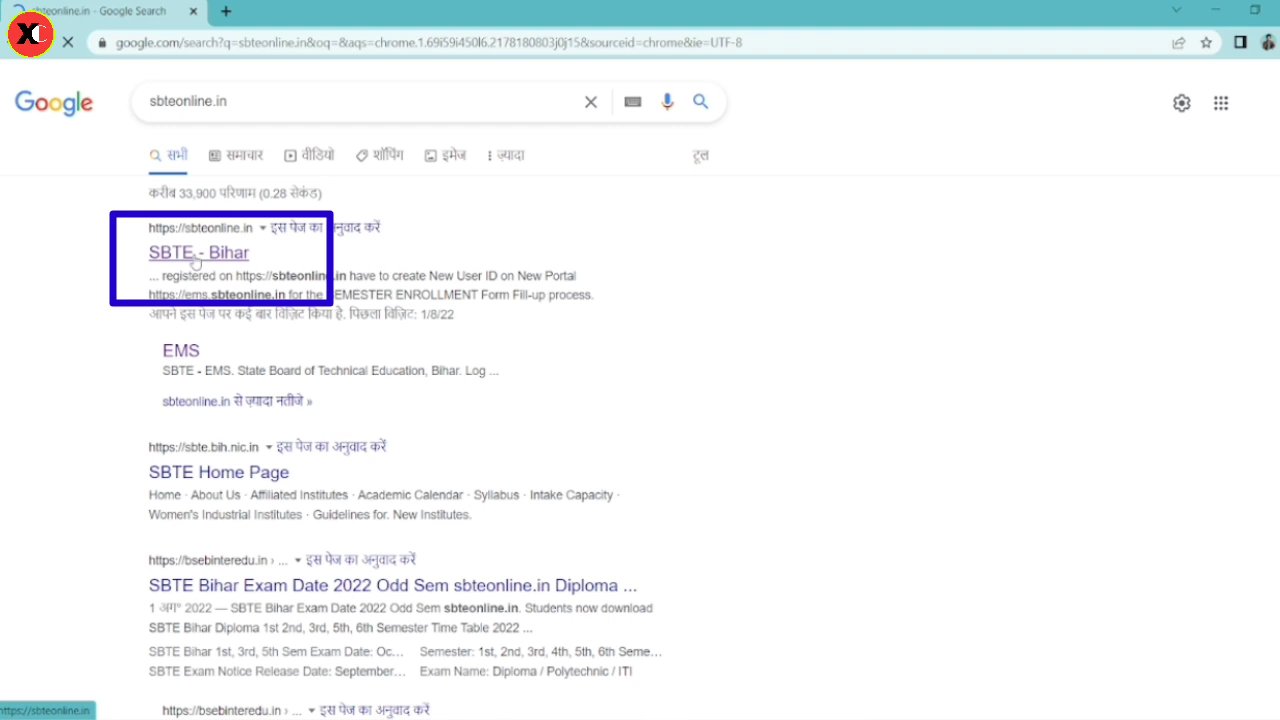 sbteonline.in - Google Search
XC
google.com/search?q=sbteonline.in&oq=&aqs=chrome.1.69i59i450l6.2178180803j0j15&sourceid=chrome&ie=UTF-8
Google
sbteonline.in
सभी समाचार वीडियो शॉपिंग इमेज ज़्यादा टूल
करीब 33,900 परिणाम (0.28 सेकंड)
https://sbteonline.in इस पेज का अनुवाद करें
SBTE - Bihar
... registered on https://sbteonline.in have to create New User ID on New Portal
https://ems.sbteonline.in for the SEMESTER ENROLLMENT Form Fill-up process.
आपने इस पेज पर कई बार विज़िट किया है. पिछला विज़िट: 1/8/22
EMS
SBTE - EMS. State Board of Technical Education, Bihar. Log ...
sbteonline.in से ज़्यादा नतीजे »
https://sbte.bih.nic.in इस पेज का अनुवाद करें
SBTE Home Page
Home · About Us · Affiliated Institutes · Academic Calendar · Syllabus · Intake Capacity ·
Women's Industrial Institutes · Guidelines for. New Institutes.
https://bsebinteredu.in › ... इस पेज का अनुवाद करें
SBTE Bihar Exam Date 2022 Odd Sem sbteonline.in Diploma ...
1 अग॰ 2022 — SBTE Bihar Exam Date 2022 Odd Sem sbteonline.in. Students now download
SBTE Bihar Diploma 1st 2nd, 3rd, 5th, 6th Semester Time Table 2022 ...
SBTE Bihar 1st, 3rd, 5th Sem Exam Date: Oc... Semester: 1st, 2nd, 3rd, 4th, 5th, 6th Seme...
SBTE Exam Notice Release Date: September... Exam Name: Diploma / Polytechnic / ITI
https://bsebinteredu.in › ... इस पेज का अनुवाद करें
https://sbteonline.in